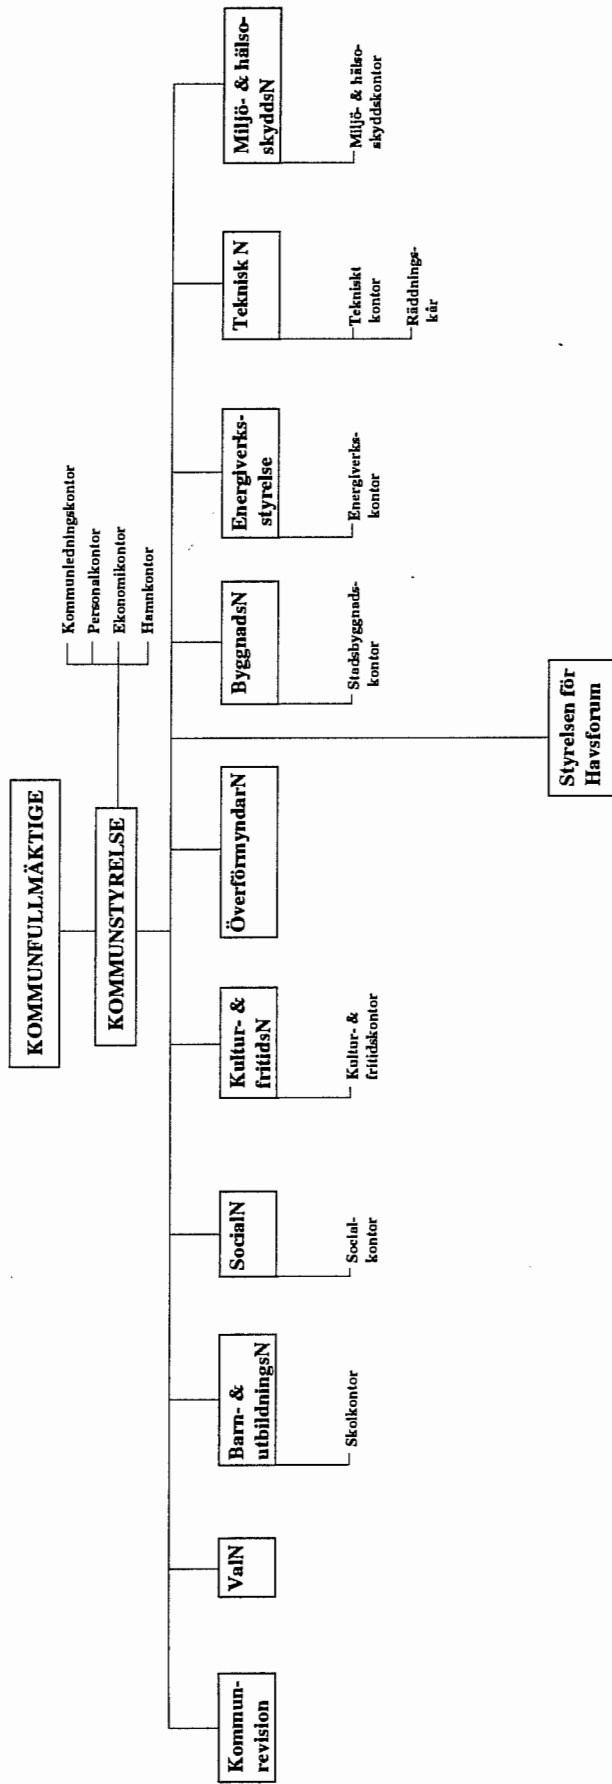 KOMMUNFULLMÄKTIGE
KOMMUNSTYRELSE
Kommunledningskontor
Personalkontor
Ekonomikontor
Hamnkontor
Kommun-
revision
ValN
Barn- &
utbildningsN
Skolkontor
SocialN
Social-
kontor
Kultur- &
fritidsN
Kultur- &
fritidskontor
ÖverförmyndarN
ByggnadsN
Stadsbyggnads-
kontor
Energiverks-
styrelse
Energiverks-
kontor
Teknisk N
Tekniskt
kontor
Räddnings-
kår
Miljö- & hälso-
skyddsN
Miljö- & hälso-
skyddskontor
Styrelsen för
Havsforum